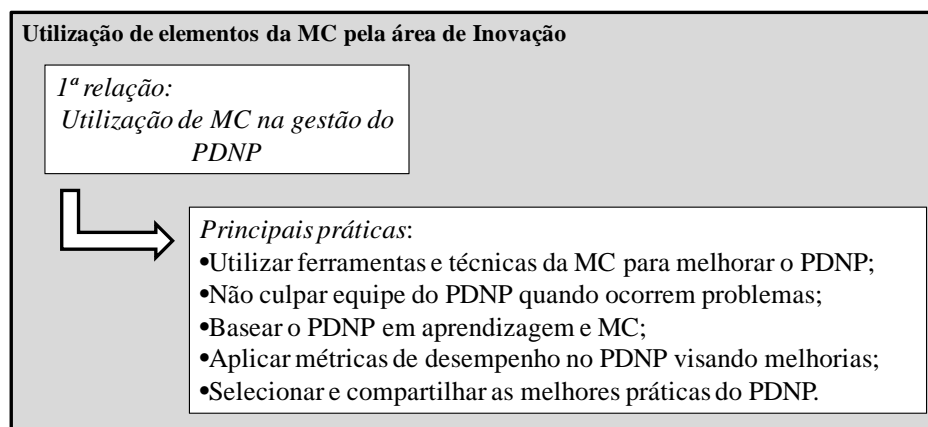 Utilização de elementos da MC pela área de Inovação
1ª relação:
Utilização de MC na gestão do
PDNP
Principais práticas:
•Utilizar ferramentas e técnicas da MC para melhorar o PDNP;
•Não culpar equipe do PDNP quando ocorrem problemas;
•Basear o PDNP em aprendizagem e MC;
•Aplicar métricas de desempenho no PDNP visando melhorias;
•Selecionar e compartilhar as melhores práticas do PDNP.